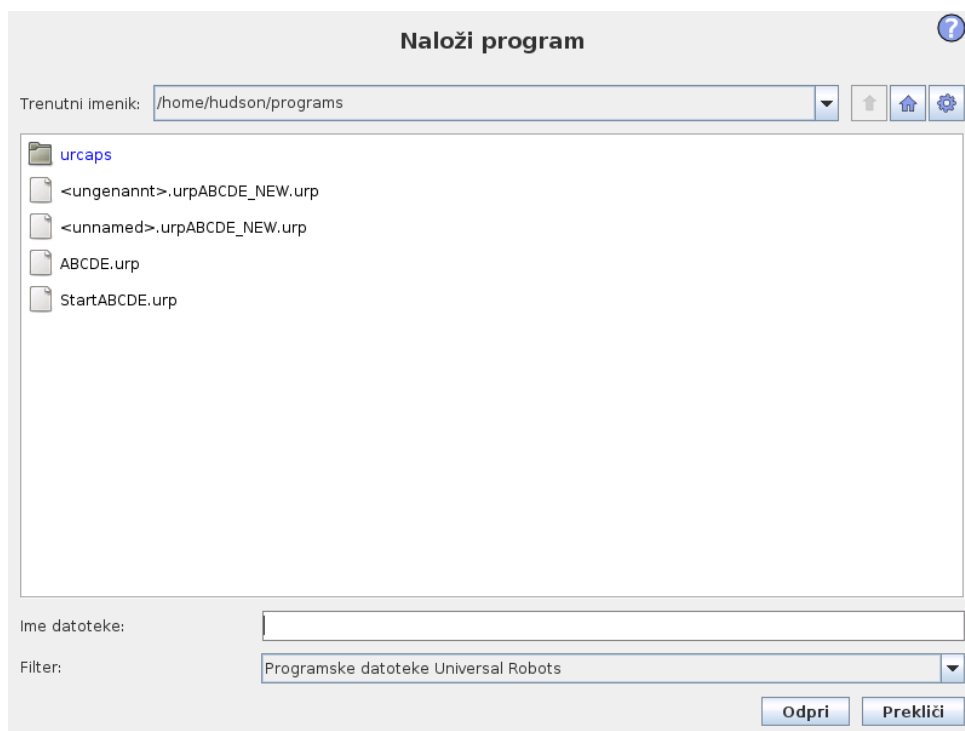 Naloži program
?
Trenutni imenik: /home/hudson/programs
urcaps
<ungenannt>.urpABCDE_NEW.urp
<unnamed>.urpABCDE_NEW.urp
ABCDE.urp
StartABCDE.urp
Ime datoteke:
Filter: Programske datoteke Universal Robots
Odpri Prekliči